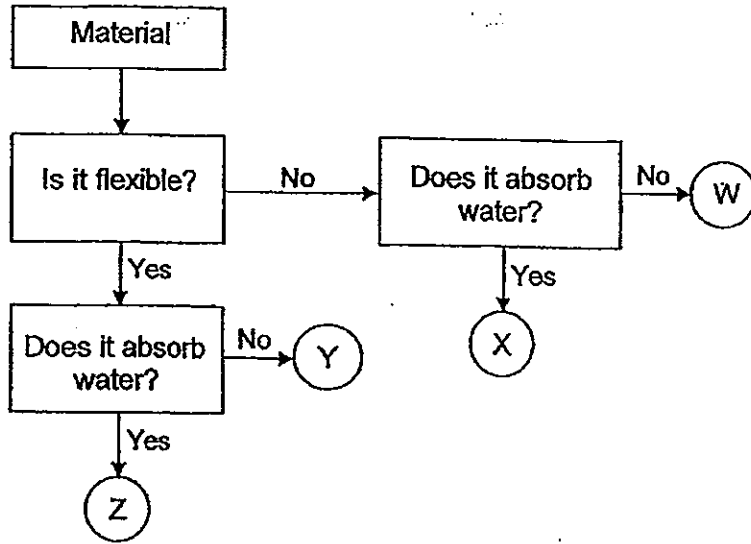 Material
Is it flexible?
No
Does it absorb
water?
No
W
Yes
Yes
X
Does it absorb
water?
No
Y
Yes
Z